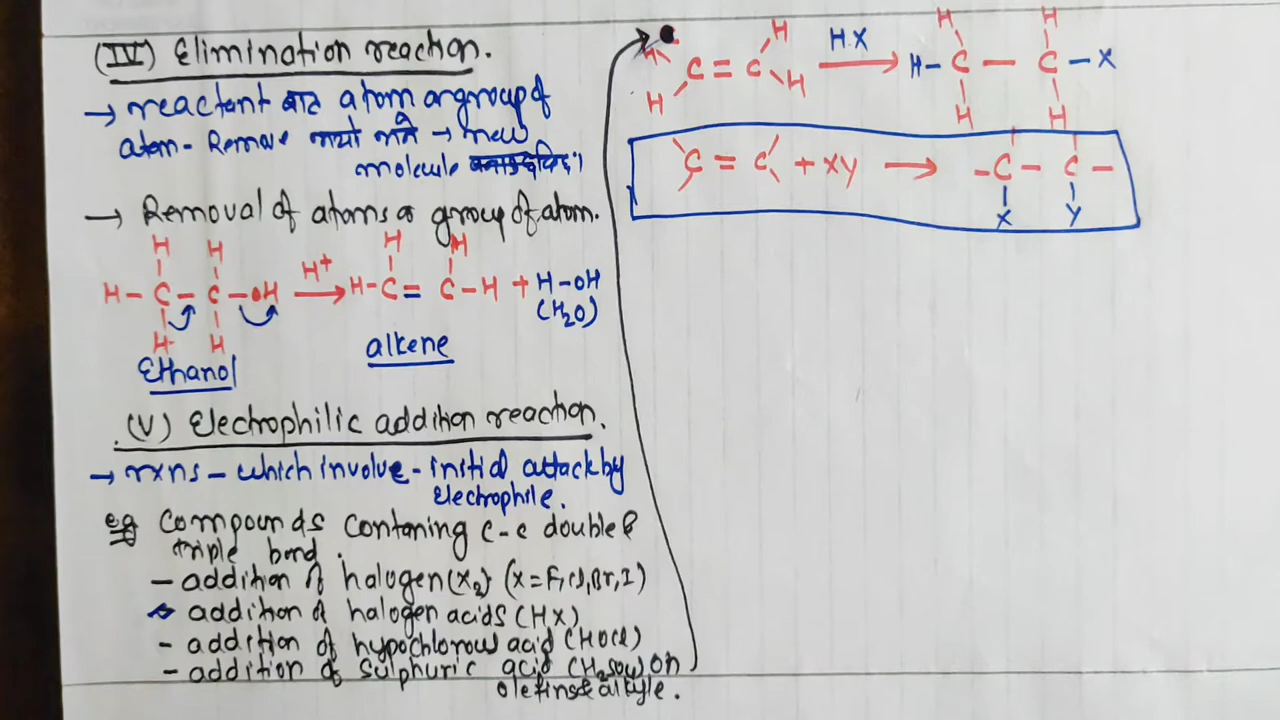 (IV) Elimination reaction.
→ reactant बाट atom or group of
atom - Remove गर्यो भने → new
molecule
→ Removal of atoms or group of atom.
H H H H
H - C - C - OH H+ → H - C = C - H + H - OH
H H (H₂O)
Ethanol alkene
(V) Electrophilic addition reaction.
→ rxns - which involve - initial attack by
electrophile.
eg Compounds Contaning C-C double &
triple bond.
- addition of halogen (X₂) (X = F, Cl, Br, I)
→ addition of halogen acids (HX)
- addition of hypochlorous acid (HOCl)
- addition of sulphuric acid (H₂SO₄) on
olefins & alkyle.
H H H H
C = C H.X → H - C - C - X
H H H H
C = C + XY → - C - C -
X Y